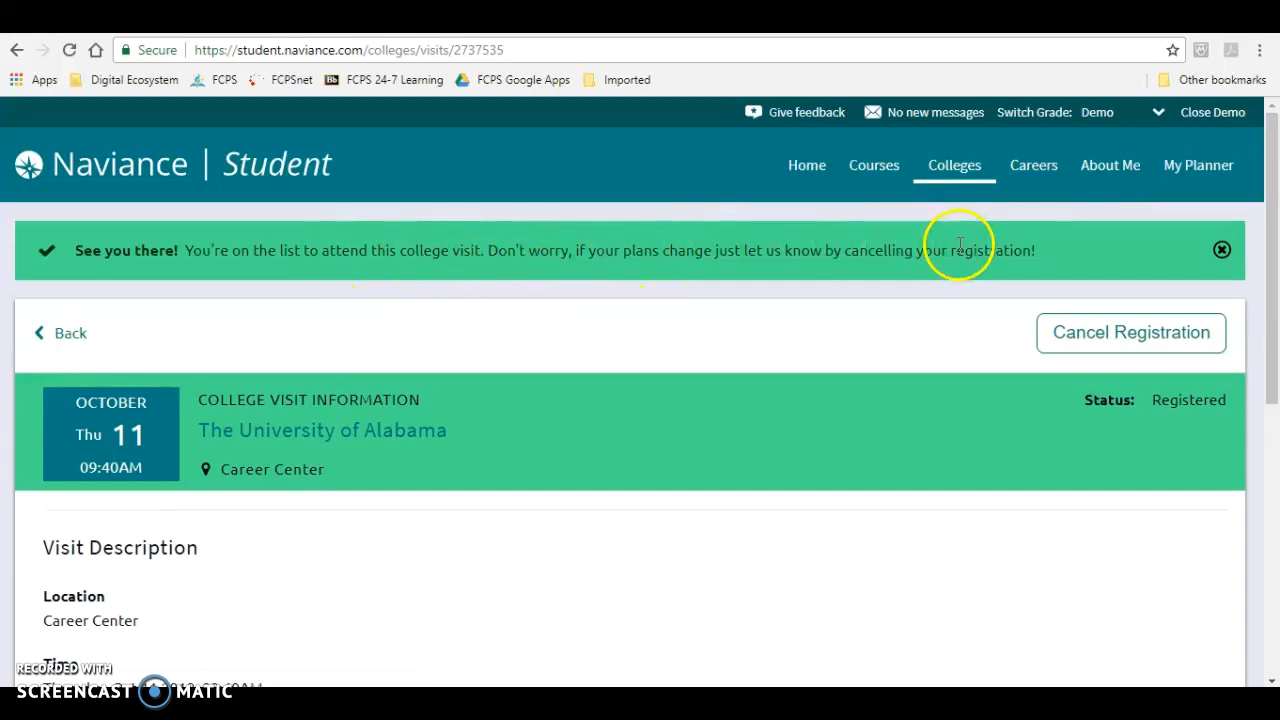 Secure https://student.naviance.com/colleges/visits/2737535
Apps Digital Ecosystem FCPS FCPSnet Bb FCPS 24-7 Learning FCPS Google Apps Imported Other bookmarks
Give feedback No new messages Switch Grade: Demo Close Demo
Naviance | Student Home Courses Colleges Careers About Me My Planner
See you there! You're on the list to attend this college visit. Don't worry, if your plans change just let us know by cancelling your registration!
Back Cancel Registration
OCTOBER
Thu 11
09:40AM
COLLEGE VISIT INFORMATION
The University of Alabama
Career Center
Status: Registered
Visit Description
Location
Career Center
Time
RECORDED WITH
SCREENCAST MATIC